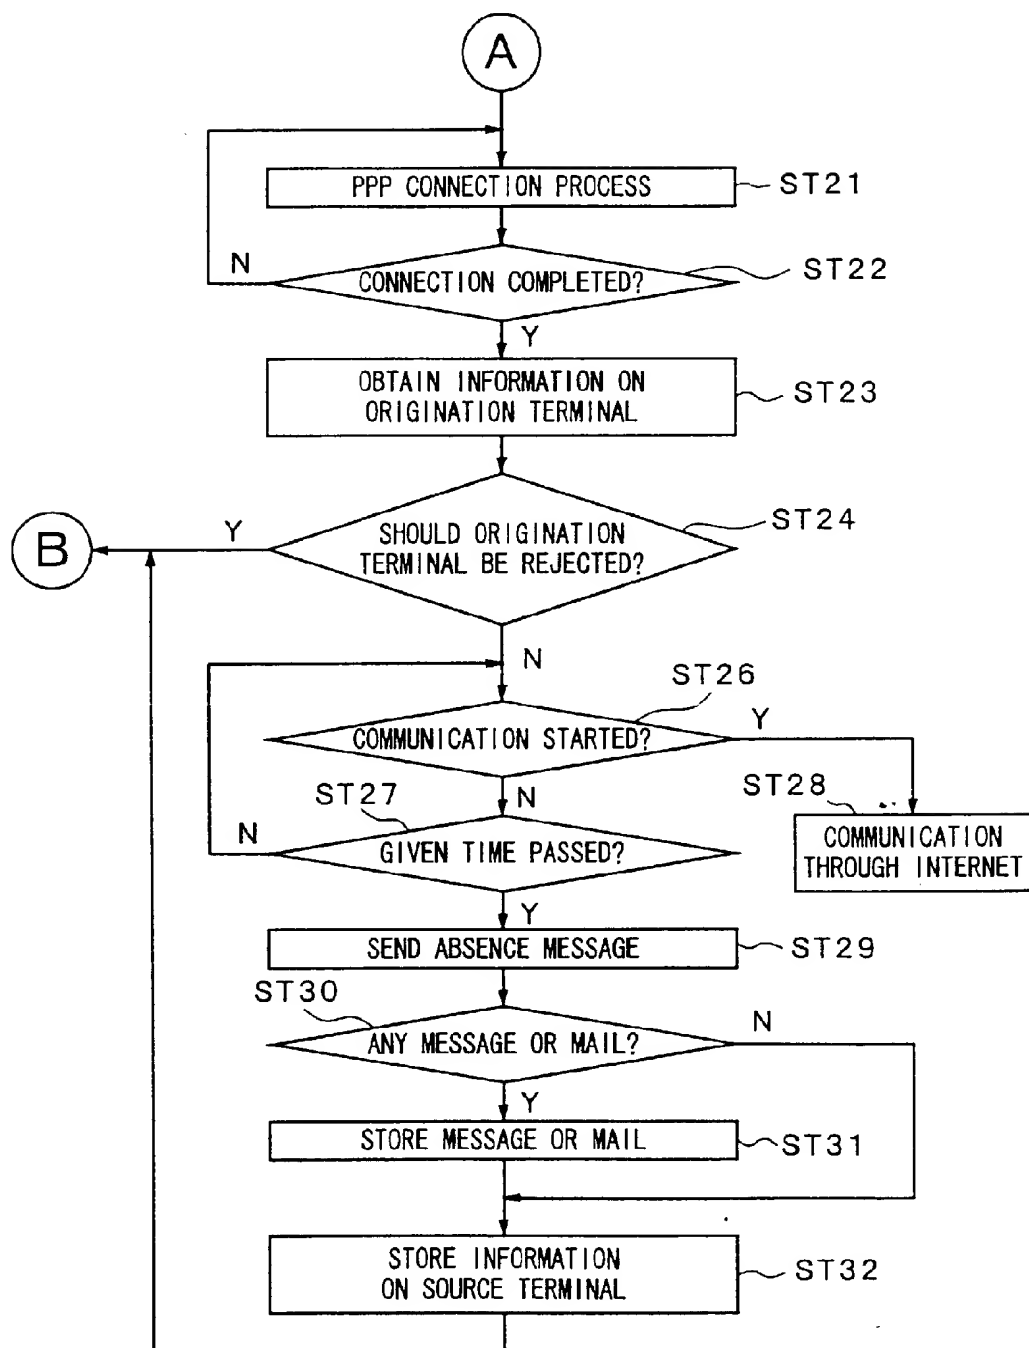 A
PPP CONNECTION PROCESS
ST21
N
CONNECTION COMPLETED?
ST22
Y
OBTAIN INFORMATION ON
ORIGINATION TERMINAL
ST23
B
Y
SHOULD ORIGINATION
TERMINAL BE REJECTED?
ST24
N
ST26
COMMUNICATION STARTED?
Y
ST27
N
ST28
N
GIVEN TIME PASSED?
COMMUNICATION
THROUGH INTERNET
Y
SEND ABSENCE MESSAGE
ST29
ST30
N
ANY MESSAGE OR MAIL?
Y
STORE MESSAGE OR MAIL
ST31
STORE INFORMATION
ON SOURCE TERMINAL
ST32